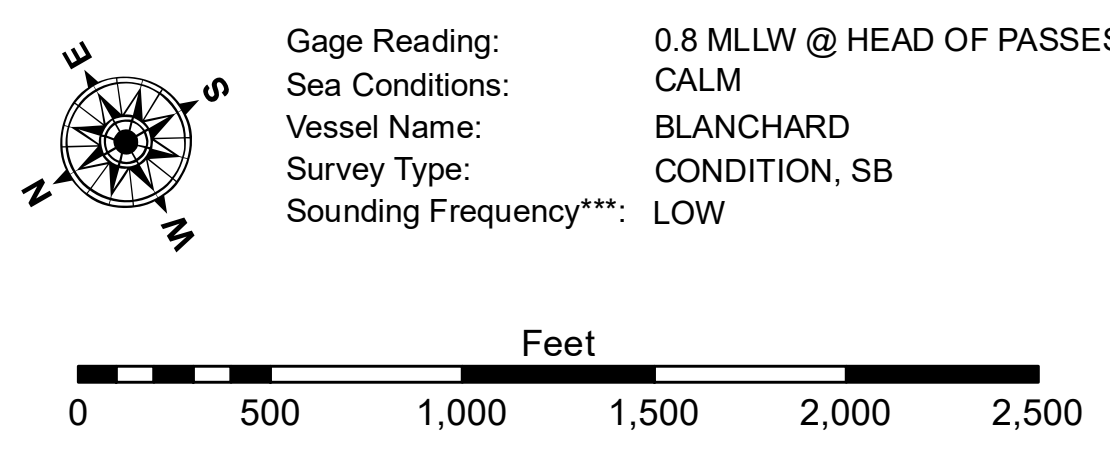 E
S
N
W
Gage Reading: 0.8 MLLW @ HEAD OF PASSES
Sea Conditions: CALM
Vessel Name: BLANCHARD
Survey Type: CONDITION, SB
Sounding Frequency***: LOW
Feet
0 500 1,000 1,500 2,000 2,500